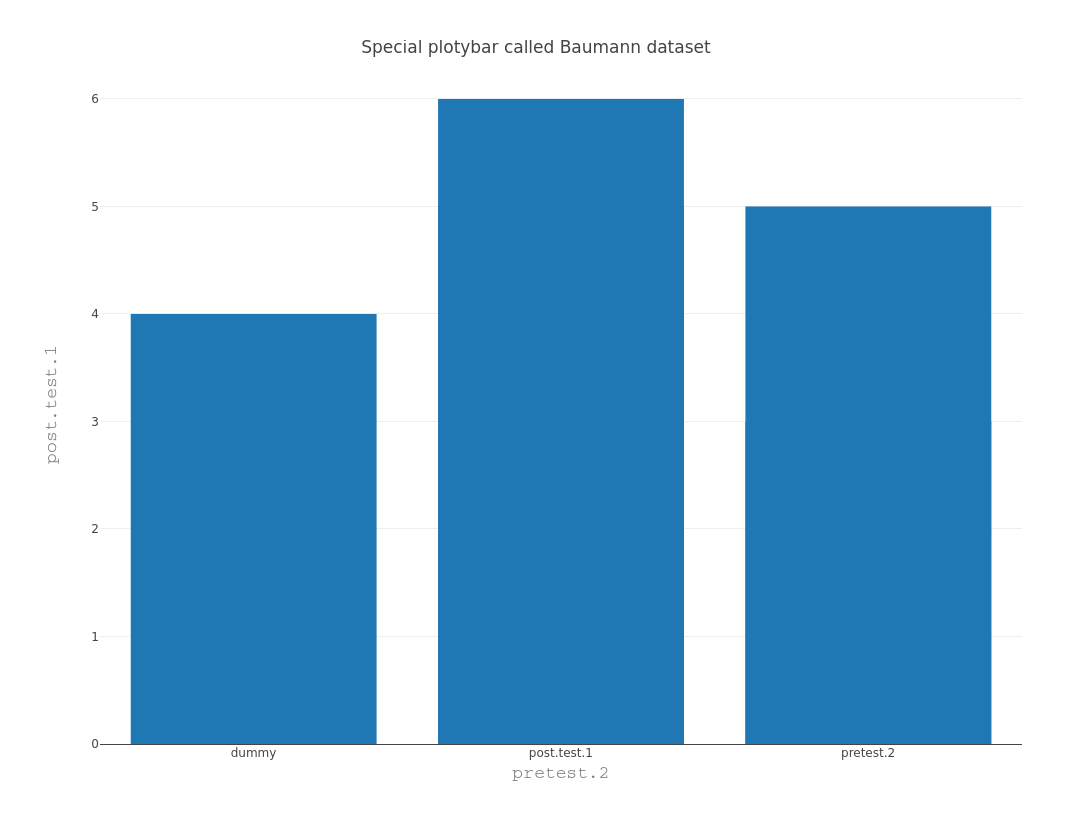 Special plotybar called Baumann dataset
6
5
4
3
2
1
0
post.test.1
dummy
post.test.1
pretest.2
pretest.2